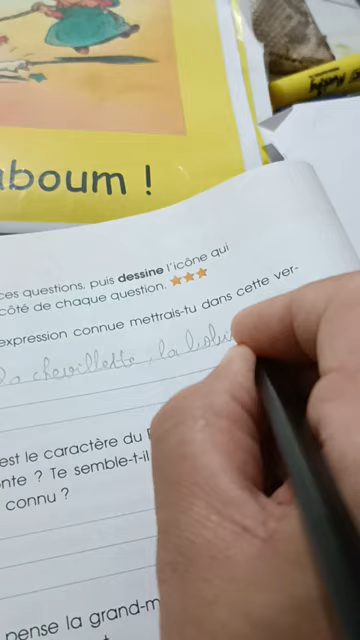 aboum !
ces questions, puis dessine l'icône qui
côté de chaque question.
expression connue mettrais-tu dans cette ver-
la chevillette, la bobi
est le caractère du
nte ? Te semble-t-il
connu ?
pense la grand-m